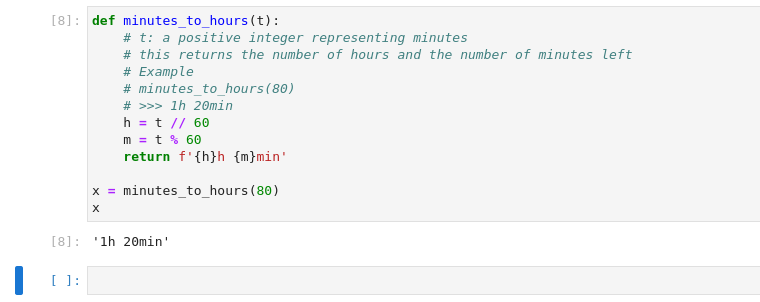 [8]: def minutes_to_hours(t):
    # t: a positive integer representing minutes
    # this returns the number of hours and the number of minutes left
    # Example
    # minutes_to_hours(80)
    # >>> 1h 20min
    h = t // 60
    m = t % 60
    return f'{h}h {m}min'
x = minutes_to_hours(80)
x
[8]: '1h 20min'
[ ]: